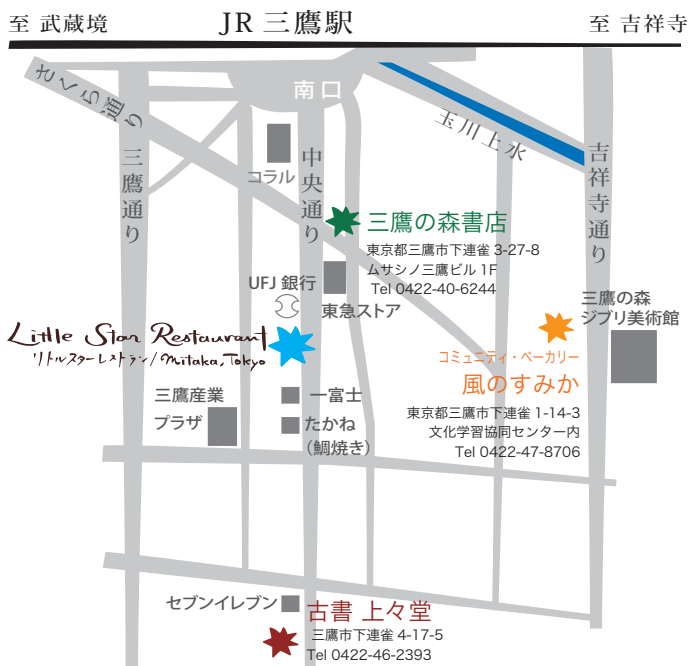 至 武蔵境
JR 三鷹駅
至 吉祥寺
さくら通り
南口
玉川上水
三鷹通り
コラル
中央通り
吉祥寺通り
三鷹の森書店
東京都三鷹市下連雀 3-27-8
ムサシノ三鷹ビル 1F
Tel 0422-40-6244
UFJ 銀行
東急ストア
三鷹の森
ジブリ美術館
Little Star Restaurant
リトルスターレストラン/Mitaka,Tokyo
コミュニティ・ベーカリー
風のすみか
東京都三鷹市下連雀 1-14-3
文化学習協同センター内
Tel 0422-47-8706
三鷹産業
プラザ
一富士
たかね
（鯛焼き）
セブンイレブン
古書 上々堂
三鷹市下連雀 4-17-5
Tel 0422-46-2393